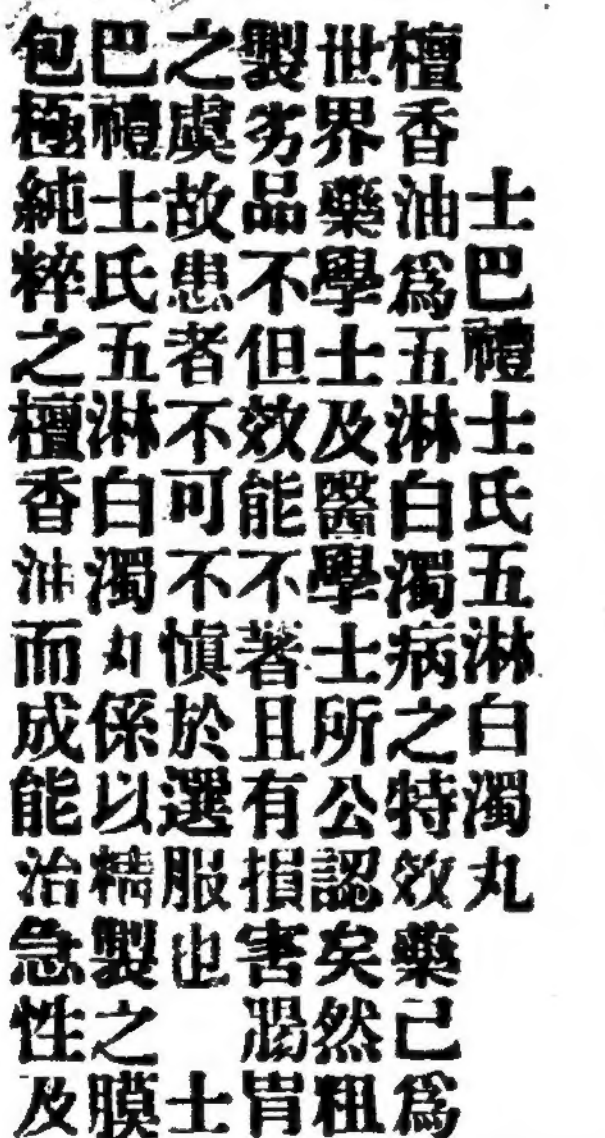 士巴禮士氏五淋白濁丸
檀香油爲五淋白濁病之特效藥已爲
世界藥學士及醫學士所公認矣然粗
製劣品不但效能不著且有損害腸胃
之虞故患者不可不愼於選服也 士
巴禮士氏五淋白濁丸係以精製之膜
包極純粹之檀香油而成能治急性及